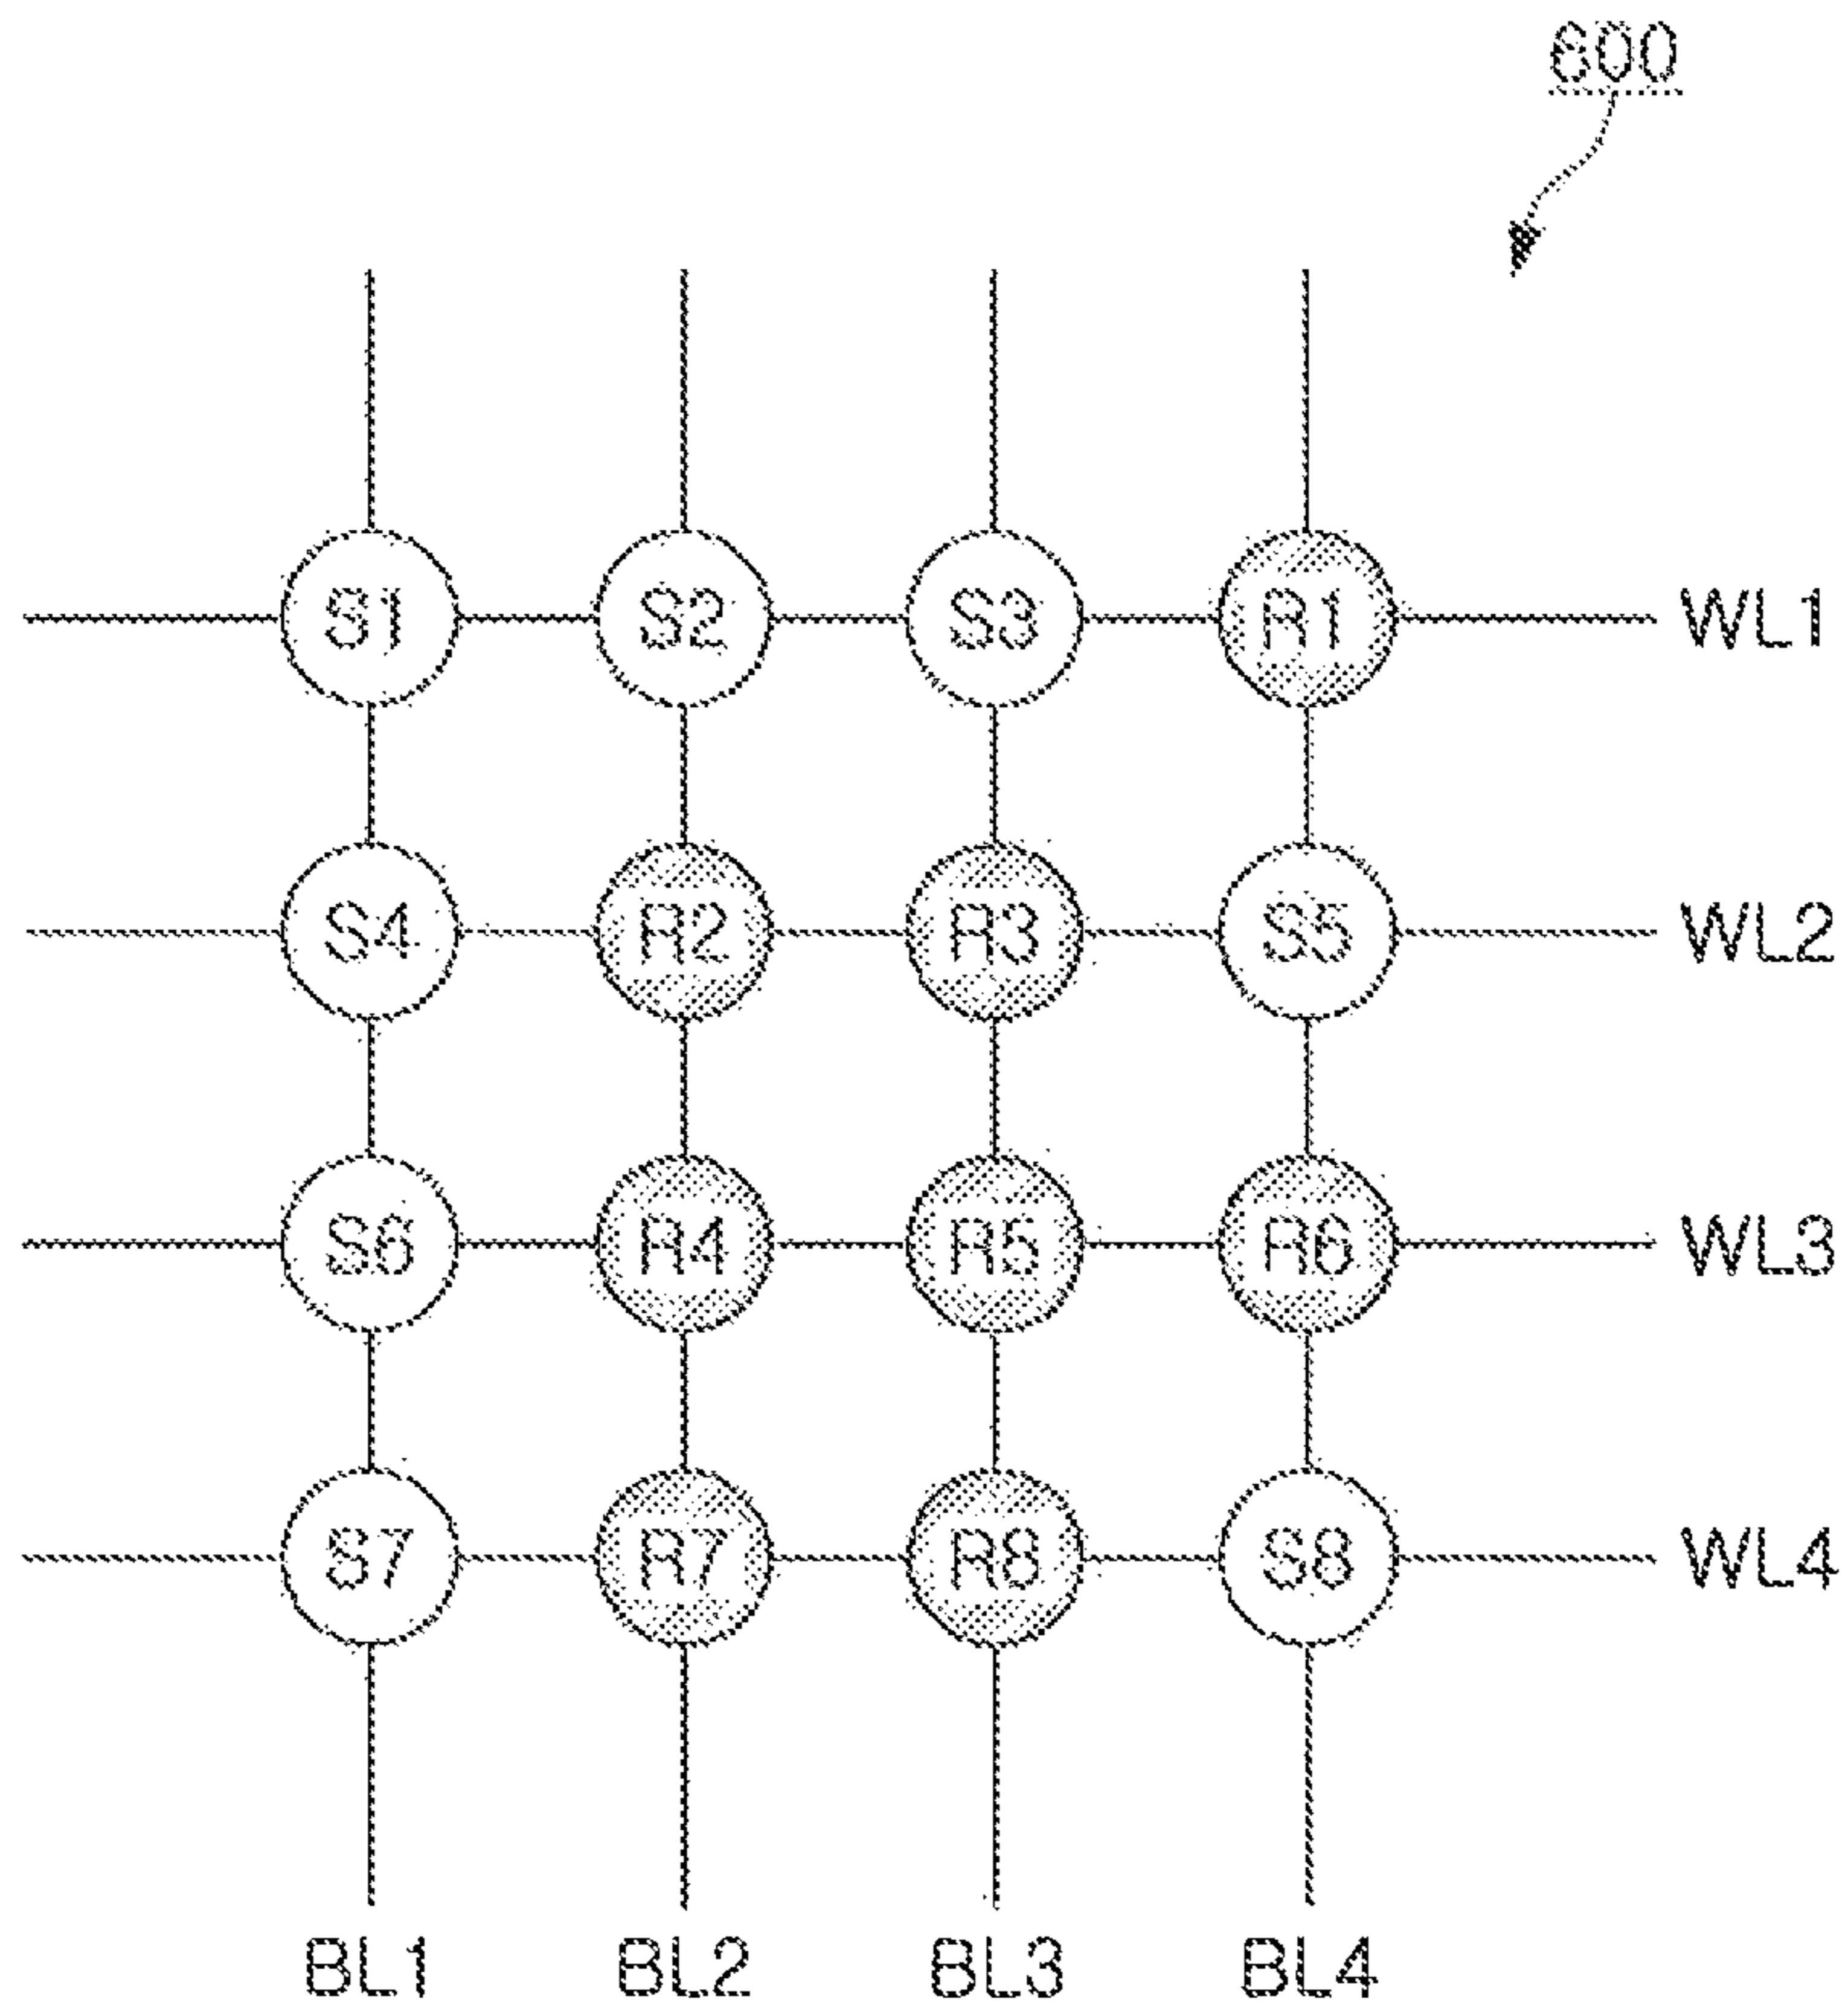 600
S1 S2 S3 R1 WL1
S4 R2 R3 S5 WL2
S6 R4 R5 R6 WL3
S7 R7 R8 S8 WL4
BL1 BL2 BL3 BL4